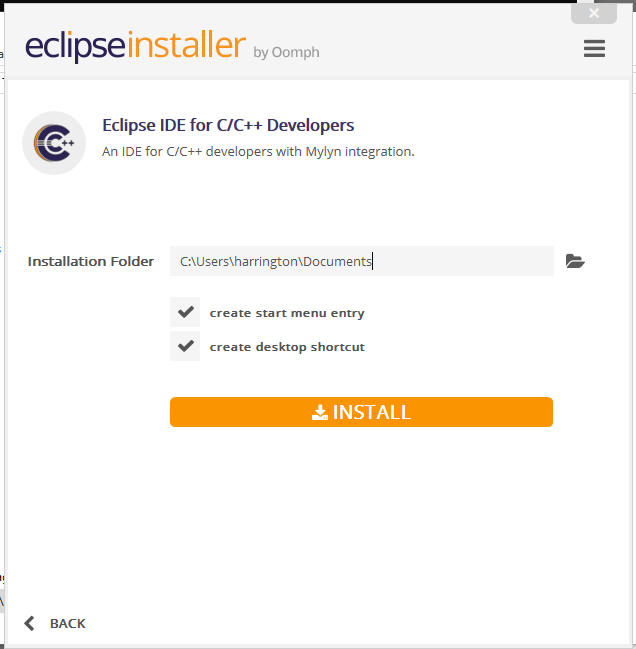 eclipseinstaller by Oomph
C++
Eclipse IDE for C/C++ Developers
An IDE for C/C++ developers with Mylyn integration.
Installation Folder C:\Users\harrington\Documents
create start menu entry
create desktop shortcut
INSTALL
BACK